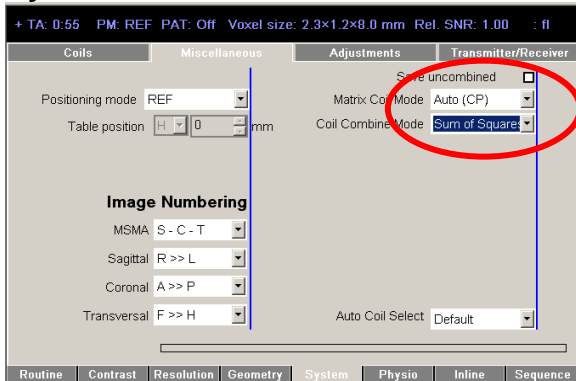 + TA: 0:55 PM: REF PAT: Off Voxel size: 2.3×1.2×8.0 mm Rel. SNR: 1.00 : fl
Coils Miscellaneous Adjustments Transmitter/Receiver
Save uncombined
Positioning mode REF Matrix Coil Mode Auto (CP)
Table position H 0 mm Coil Combine Mode Sum of Squares
Image Numbering
MSMA S - C - T
Sagittal R >> L
Coronal A >> P
Transversal F >> H Auto Coil Select Default
Routine Contrast Resolution Geometry System Physio Inline Sequence